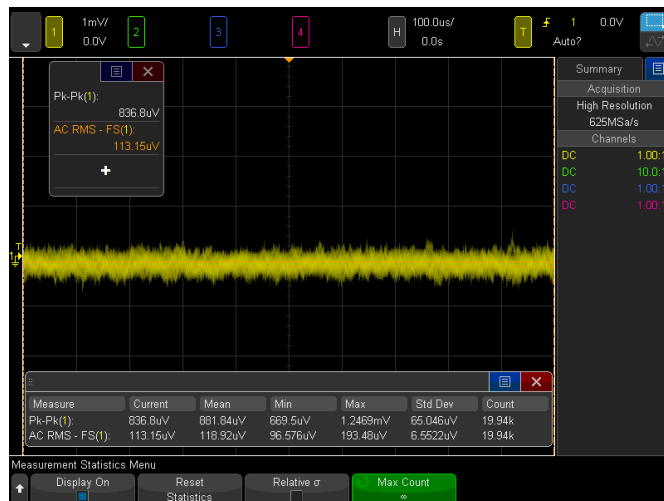 1 1mV/ 0.0V 2 3 4 H 100.0us/ 0.0s T 1 0.0V Auto?
Summary
Acquisition
High Resolution
625MSa/s
Channels
DC 1.00:1
DC 10.0:1
DC 1.00:1
DC 1.00:1
Pk-Pk(1):
836.8uV
AC RMS - FS(1):
113.15uV
T
1
Measure Current Mean Min Max Std Dev Count
Pk-Pk(1): 836.8uV 881.84uV 669.5uV 1.2469mV 65.046uV 19.94k
AC RMS - FS(1): 113.15uV 118.92uV 96.576uV 193.48uV 6.5522uV 19.94k
Measurement Statistics Menu
Display On
Reset Statistics
Relative σ
Max Count
∞